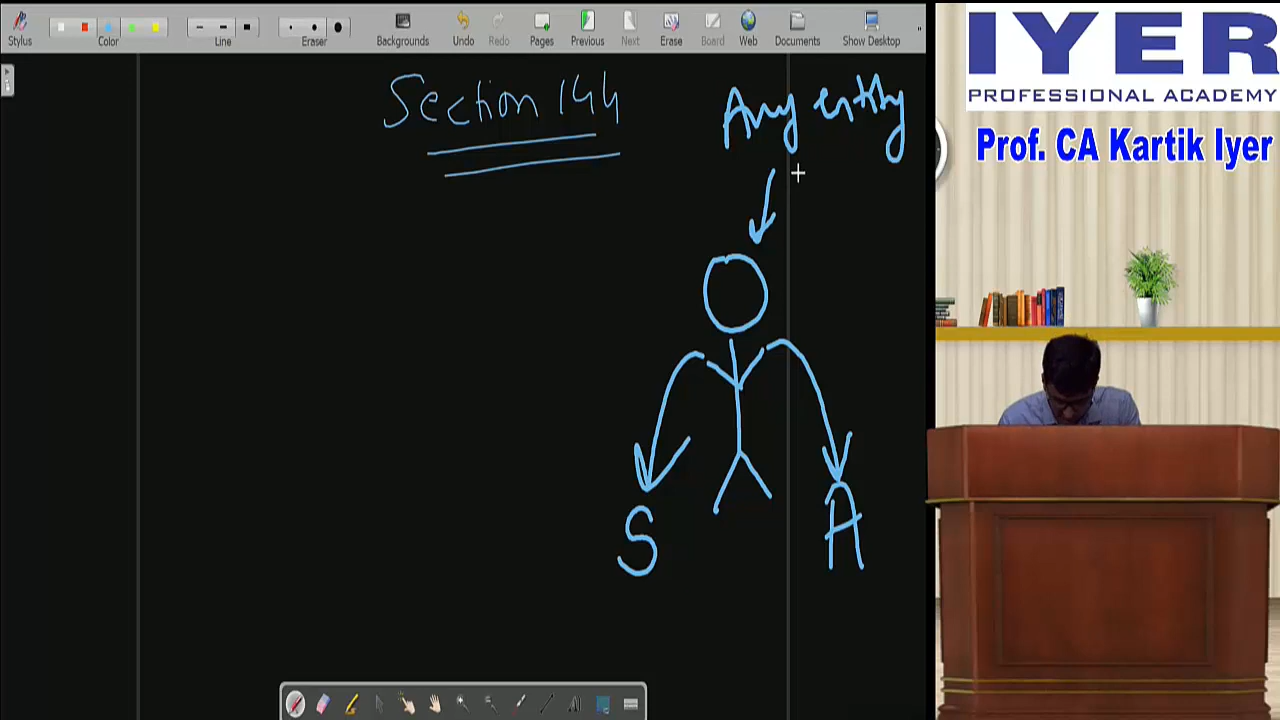 Stylus
Color
Line
Eraser
Backgrounds
Undo
Redo
Pages
Previous
Next
Erase
Board
Web
Documents
Show Desktop
Section 144
Any entity
S
A
IYER
PROFESSIONAL ACADEMY
Prof. CA Kartik Iyer